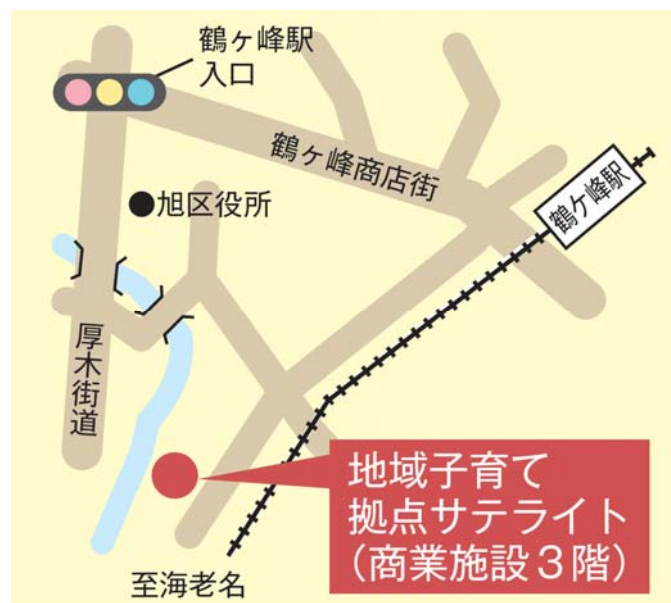 鶴ヶ峰駅
入口
鶴ヶ峰商店街
鶴ケ峰駅
●旭区役所
厚木街道
地域子育て
拠点サテライト
（商業施設３階）
至海老名